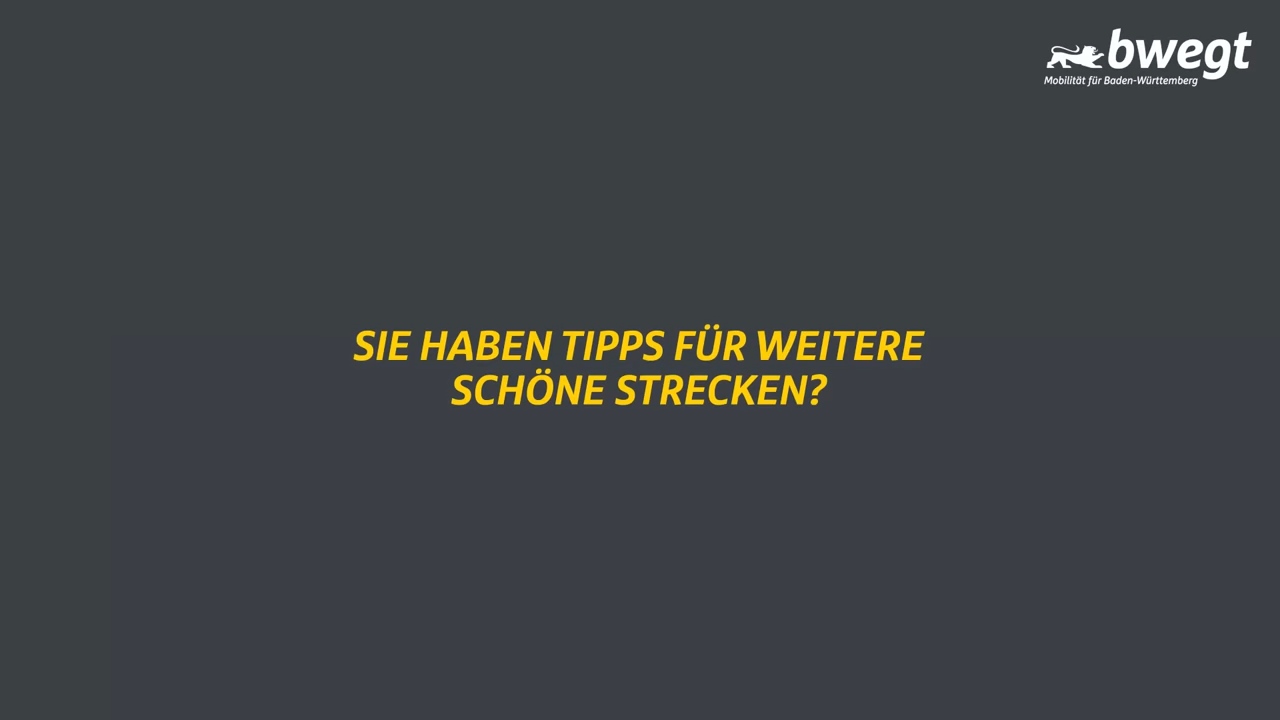 bwegt
Mobilität für Baden-Württemberg
SIE HABEN TIPPS FÜR WEITERE
SCHÖNE STRECKEN?